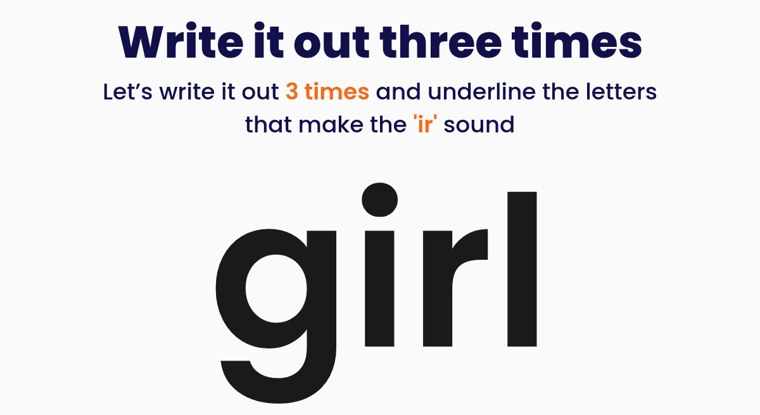 Write it out three times
Let’s write it out 3 times and underline the letters
that make the 'ir' sound
girl